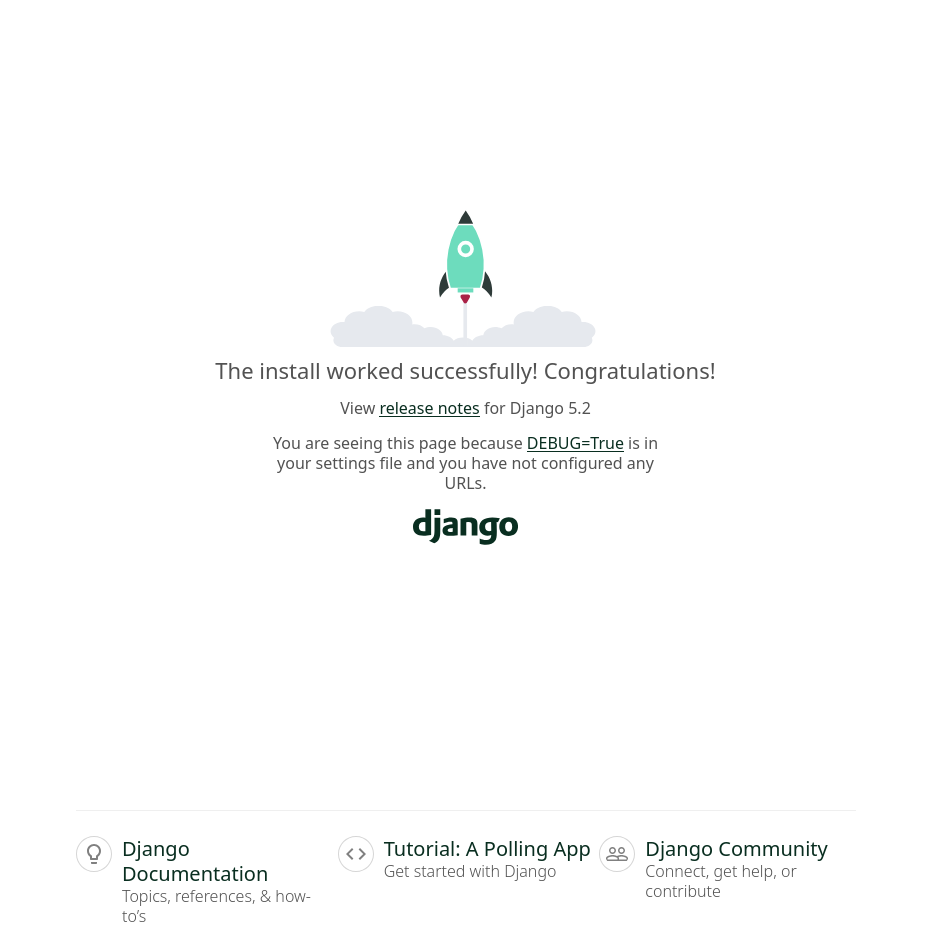 The install worked successfully! Congratulations!
View release notes for Django 5.2
You are seeing this page because DEBUG=True is in
your settings file and you have not configured any
URLs.
django
Django
Documentation
Topics, references, & how-
to’s
Tutorial: A Polling App
Get started with Django
Django Community
Connect, get help, or
contribute